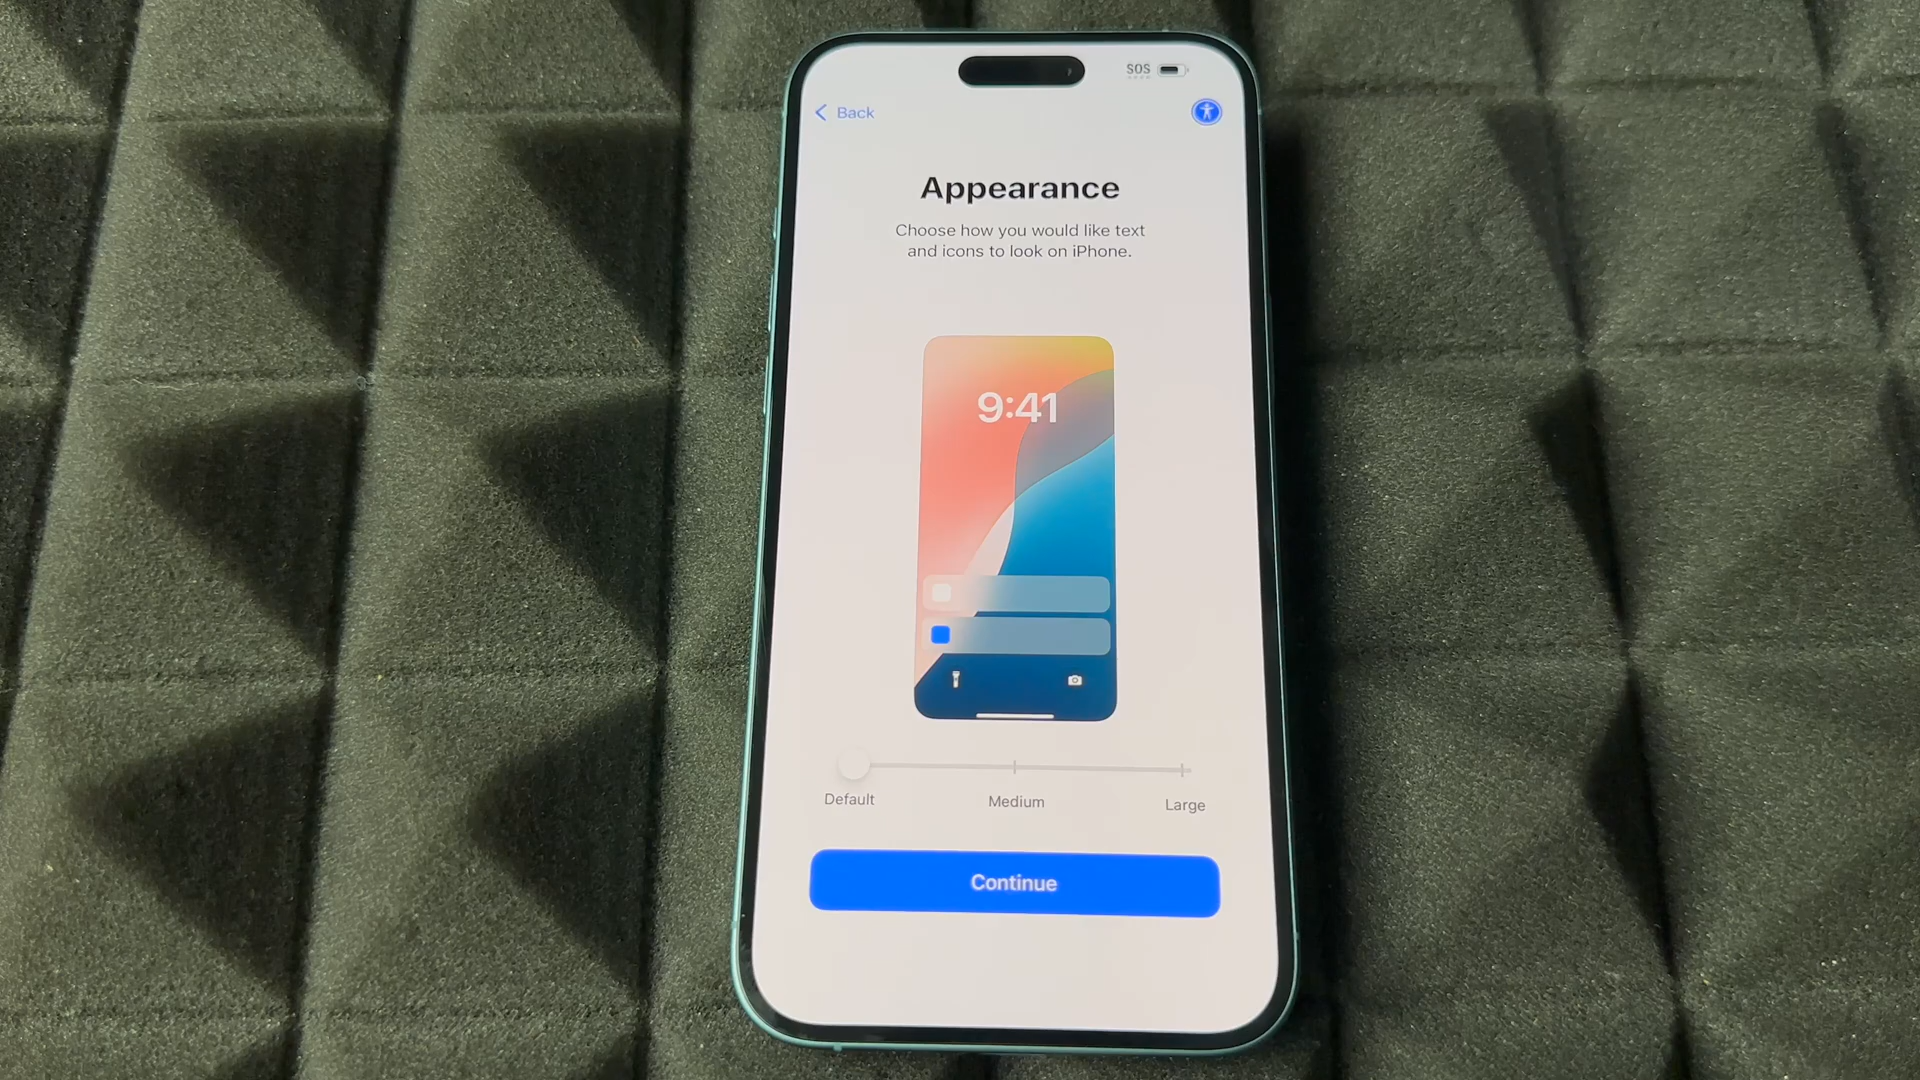 SOS
Back
Appearance
Choose how you would like text
and icons to look on iPhone.
9:41
Default Medium Large
Continue